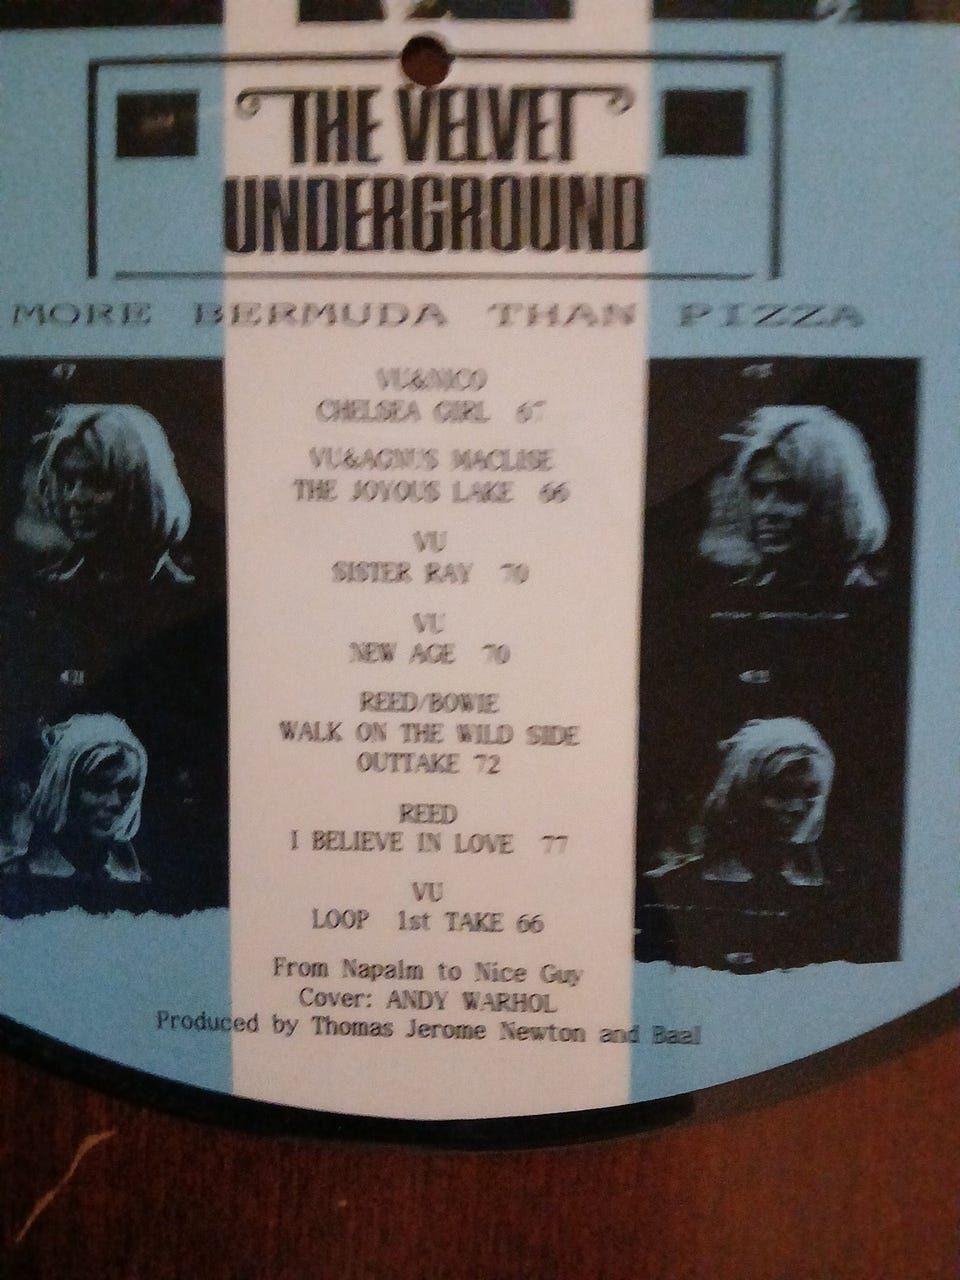 THE VELVET
UNDERGROUND
MORE BERMUDA THAN PIZZA
VU&NICO
CHELSEA GIRL 67
VU&AGNUS MACLISE
THE JOYOUS LAKE 66
VU
SISTER RAY 70
VU
NEW AGE 70
REED/BOWIE
WALK ON THE WILD SIDE
OUTTAKE 72
REED
I BELIEVE IN LOVE 77
VU
LOOP 1st TAKE 66
From Napalm to Nice Guy
Cover: ANDY WARHOL
Produced by Thomas Jerome Newton and Baal